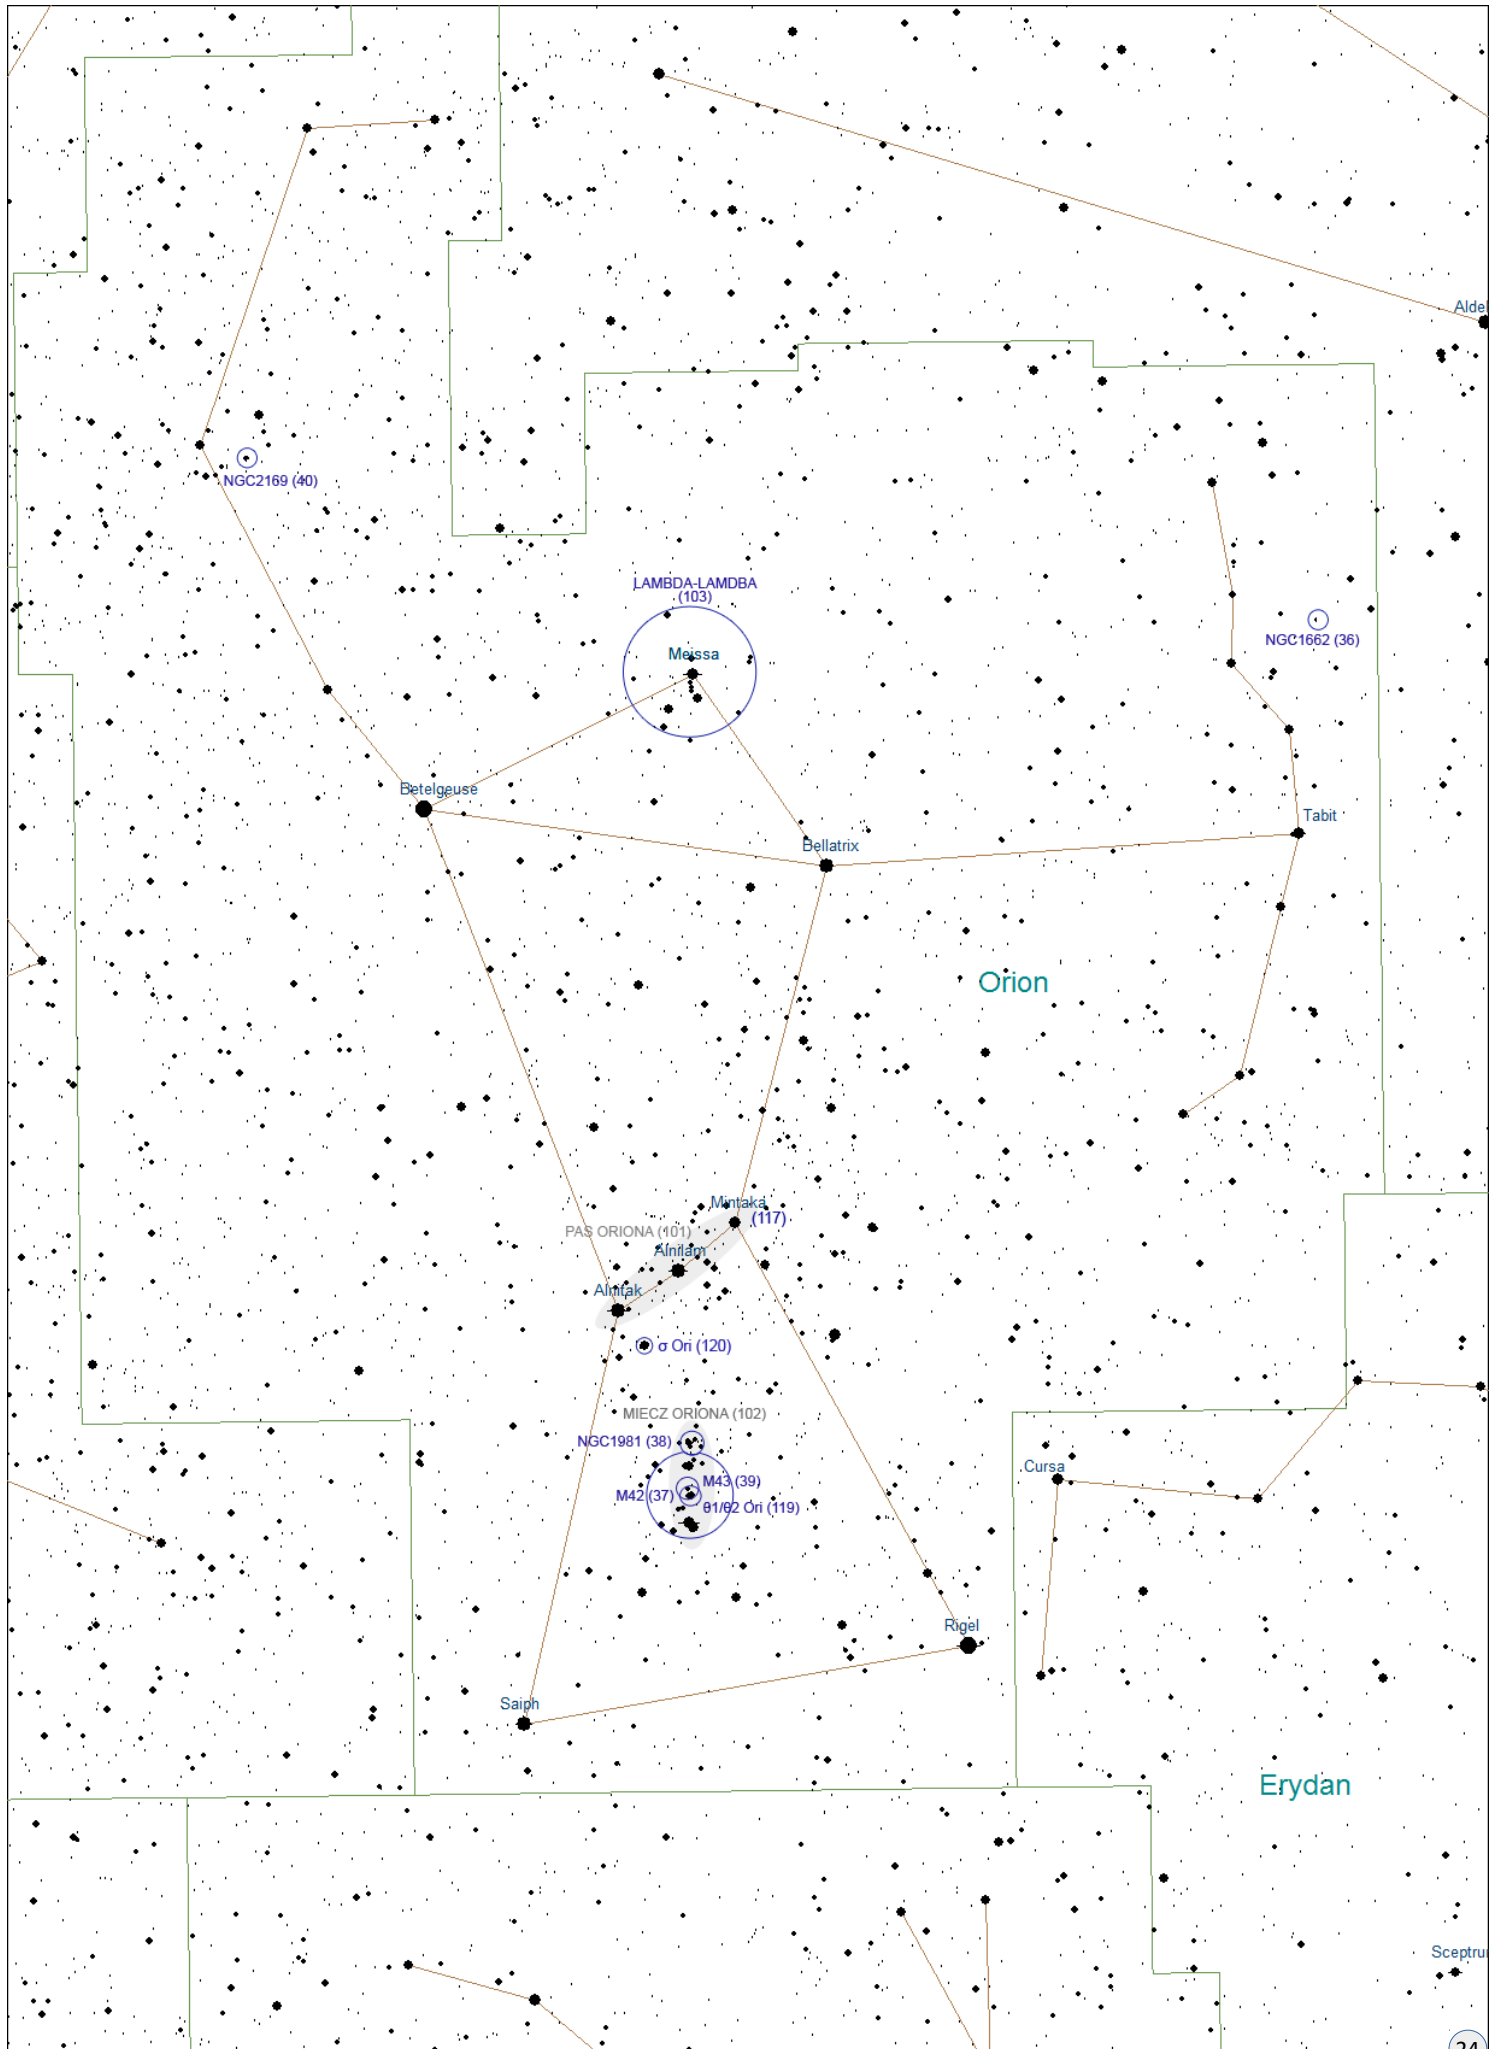 Aldeb
NGC2169 (40)
LAMBDA-LAMDBA
(103)
NGC1662 (36)
Meissa
Betelgeuse
Tabit
Bellatrix
Orion
Mintaka
(117)
PAS ORIONA (101)
Alnilam
Alnitak
σ Ori (120)
MIECZ ORIONA (102)
NGC1981 (38)
Cursa
M43 (39)
M42 (37)
θ1/θ2 Ori (119)
Rigel
Saiph
Erydan
Sceptru
24